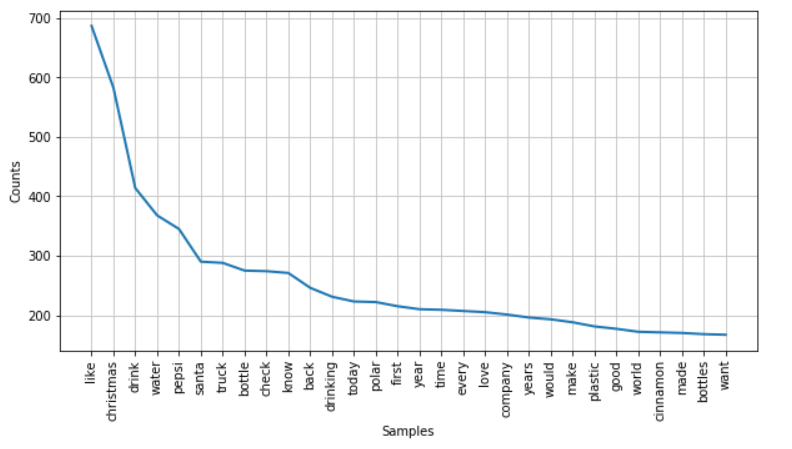 700
600
500
400
300
200
Counts
like
christmas
drink
water
pepsi
santa
truck
bottle
check
know
back
drinking
today
polar
first
year
time
every
love
company
years
would
make
plastic
good
world
cinnamon
made
bottles
want
Samples